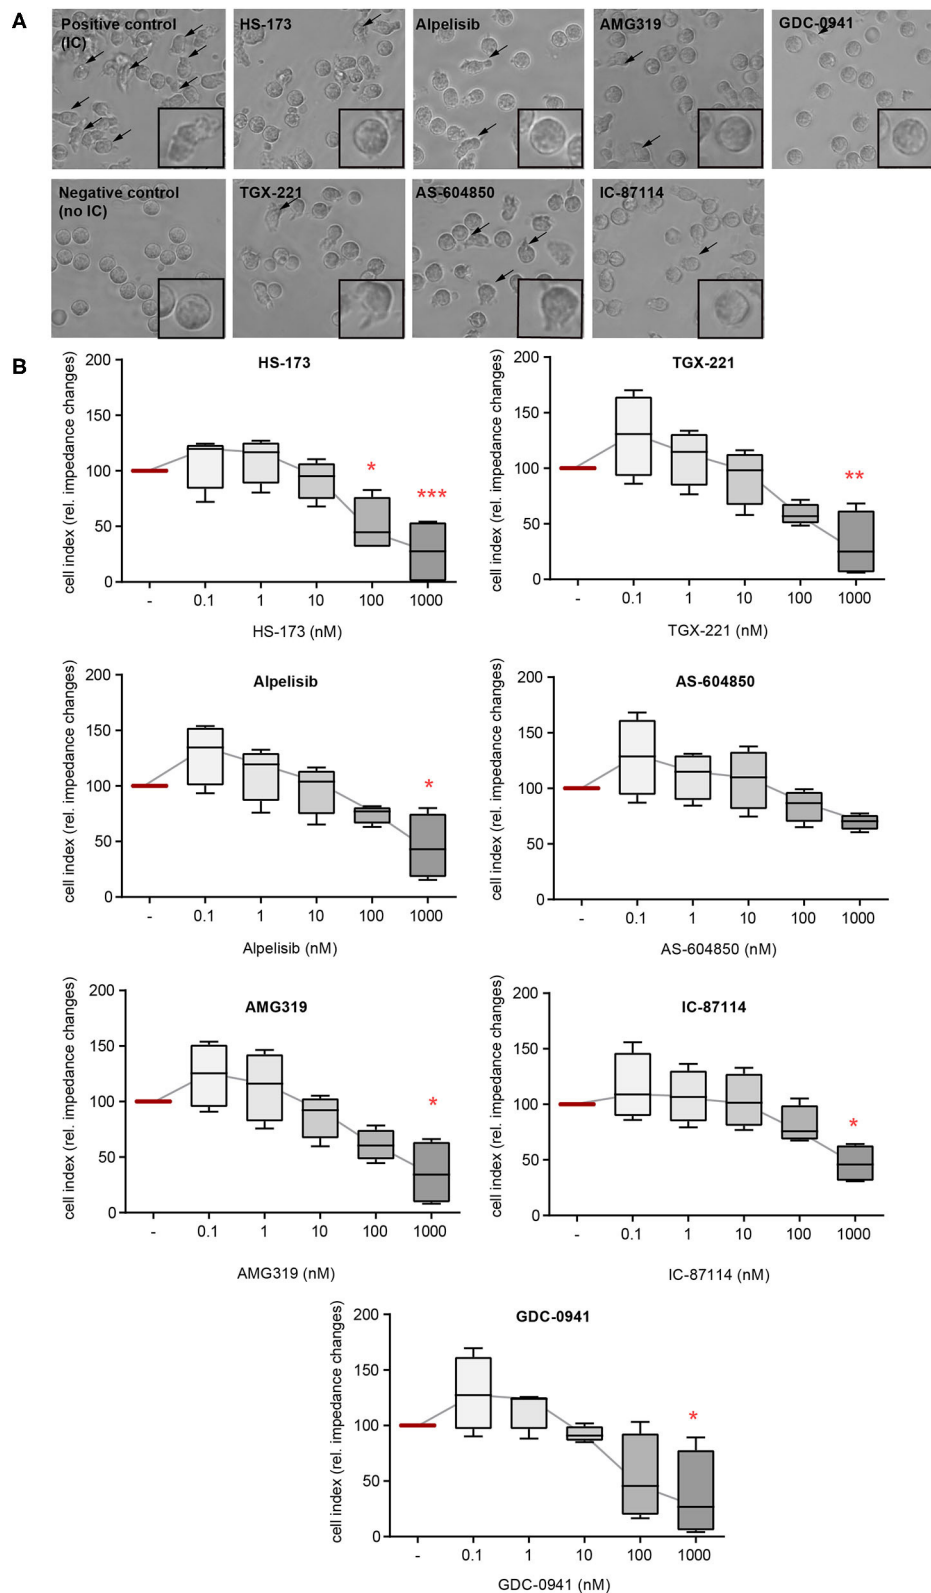 A
Positive control
(IC)
HS-173
Alpelisib
AMG319
GDC-0941
Negative control
(no IC)
TGX-221
AS-604850
IC-87114
B
HS-173
cell index (rel. impedance changes)
200
150
100
50
0
*
***
- 0.1 1 10 100 1000
HS-173 (nM)
TGX-221
cell index (rel. impedance changes)
200
150
100
50
0
**
- 0.1 1 10 100 1000
TGX-221 (nM)
Alpelisib
cell index (rel. impedance changes)
200
150
100
50
0
*
- 0.1 1 10 100 1000
Alpelisib (nM)
AS-604850
cell index (rel. impedance changes)
200
150
100
50
0
- 0.1 1 10 100 1000
AS-604850 (nM)
AMG319
cell index (rel. impedance changes)
200
150
100
50
0
*
- 0.1 1 10 100 1000
AMG319 (nM)
IC-87114
cell index (rel. impedance changes)
200
150
100
50
0
*
- 0.1 1 10 100 1000
IC-87114 (nM)
GDC-0941
cell index (rel. impedance changes)
200
150
100
50
0
*
- 0.1 1 10 100 1000
GDC-0941 (nM)